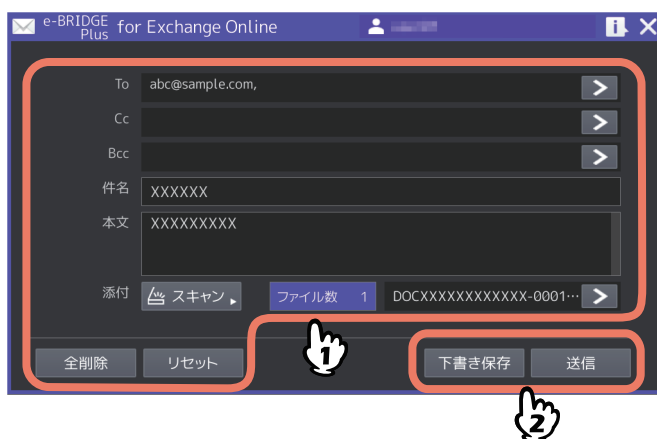 e-BRIDGE Plus for Exchange Online
To abc@sample.com,
Cc
Bcc
件名 XXXXXX
本文 XXXXXXXXX
添付 スキャン ファイル数 1 DOCXXXXXXXXXXXXX-0001…
全削除 リセット 下書き保存 送信
1
2